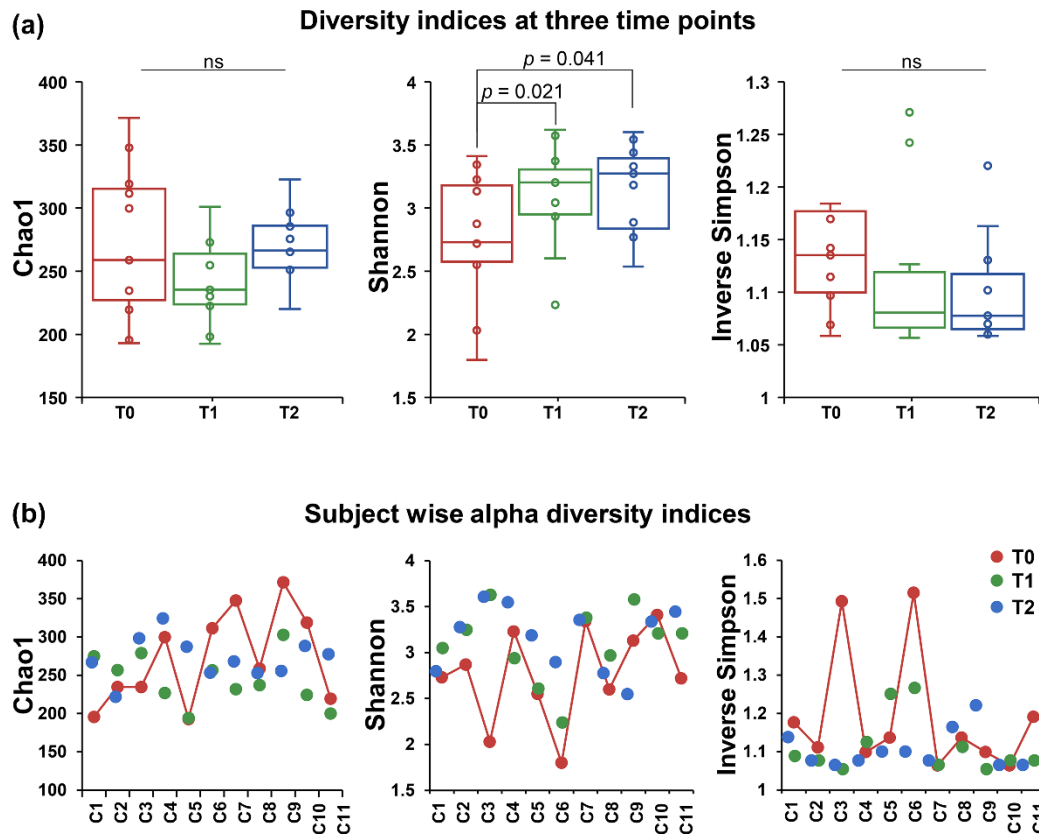 (a)
Diversity indices at three time points
Chao1
400
350
300
250
200
150
ns
T0
T1
T2
Shannon
4
3.5
3
2.5
2
1.5
p = 0.041
p = 0.021
T0
T1
T2
Inverse Simpson
1.3
1.25
1.2
1.15
1.1
1.05
1
ns
T0
T1
T2
(b)
Subject wise alpha diversity indices
Chao1
400
350
300
250
200
150
100
C1
C2
C3
C4
C5
C6
C7
C8
C9
C10
C11
Shannon
4
3.5
3
2.5
2
1.5
C1
C2
C3
C4
C5
C6
C7
C8
C9
C10
C11
Inverse Simpson
1.6
1.5
1.4
1.3
1.2
1.1
1
C1
C2
C3
C4
C5
C6
C7
C8
C9
C10
C11
T0
T1
T2